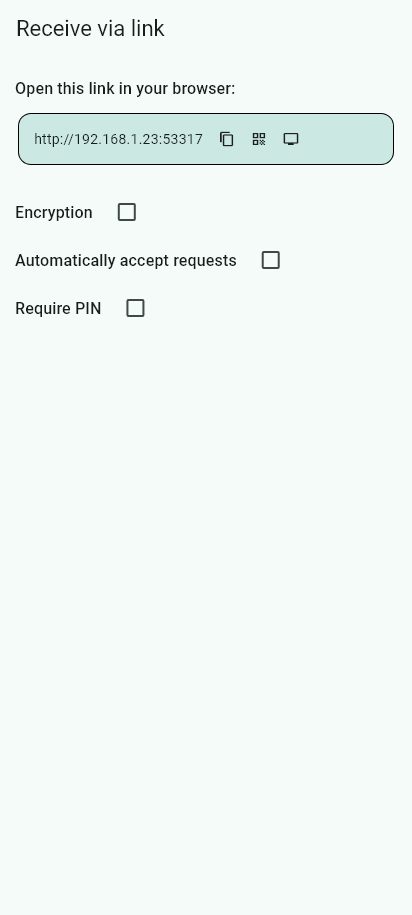 Receive via link
Open this link in your browser:
http://192.168.1.23:53317
Encryption
Automatically accept requests
Require PIN